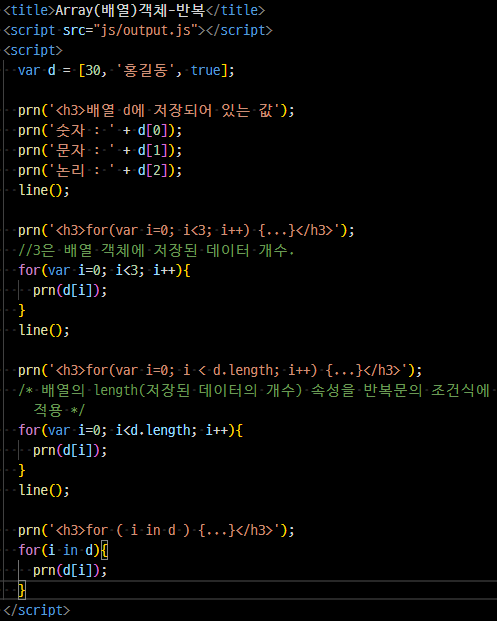 <title>Array(배열)객체-반복</title>
<script src="js/output.js"></script>
<script>
var d = [30, '홍길동', true];
prn('<h3>배열 d에 저장되어 있는 값');
prn('숫자 : ' + d[0]);
prn('문자 : ' + d[1]);
prn('논리 : ' + d[2]);
line();
prn('<h3>for(var i=0; i<3; i++) {...}</h3>');
//3은 배열 객체에 저장된 데이터 개수.
for(var i=0; i<3; i++){
prn(d[i]);
}
line();
prn('<h3>for(var i=0; i < d.length; i++) {...}</h3>');
/* 배열의 length(저장된 데이터의 개수) 속성을 반복문의 조건식에
적용 */
for(var i=0; i<d.length; i++){
prn(d[i]);
}
line();
prn('<h3>for ( i in d ) {...}</h3>');
for(i in d){
prn(d[i]);
}
</script>